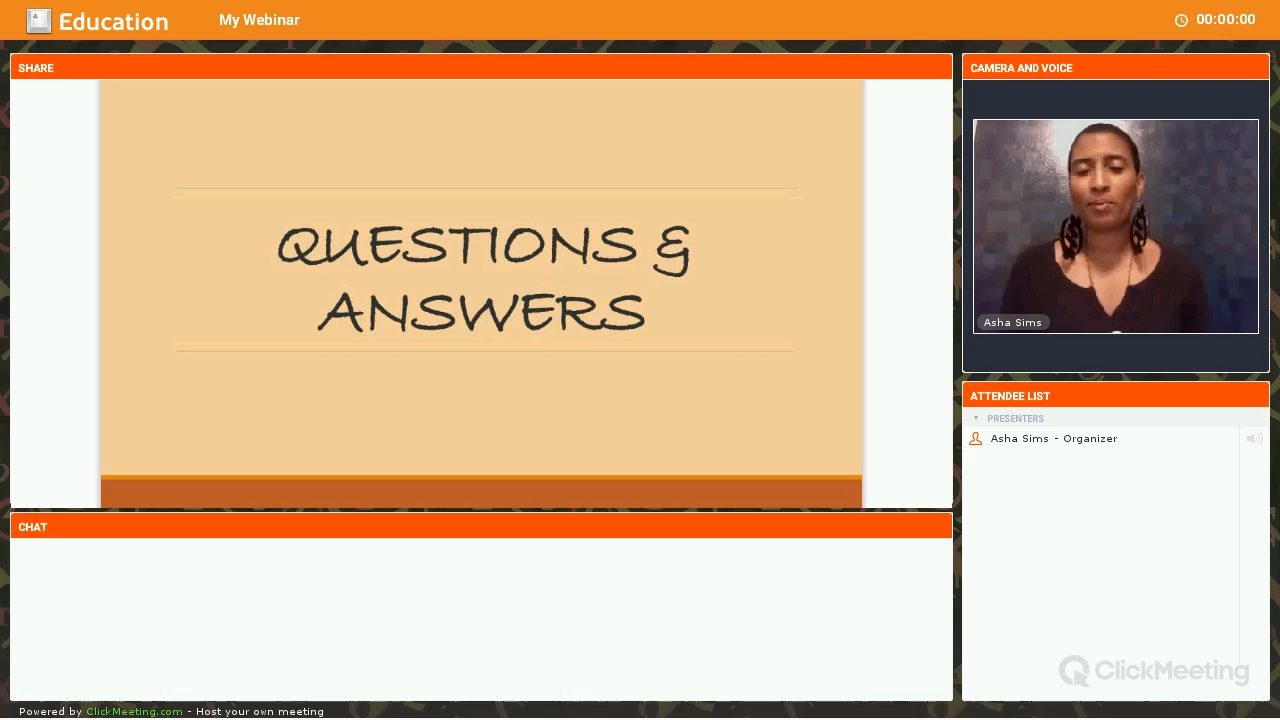 Education
My Webinar
00:00:00
SHARE
QUESTIONS &
ANSWERS
CAMERA AND VOICE
Asha Sims
ATTENDEE LIST
PRESENTERS
Asha Sims - Organizer
CHAT
ClickMeeting
Powered by ClickMeeting.com - Host your own meeting